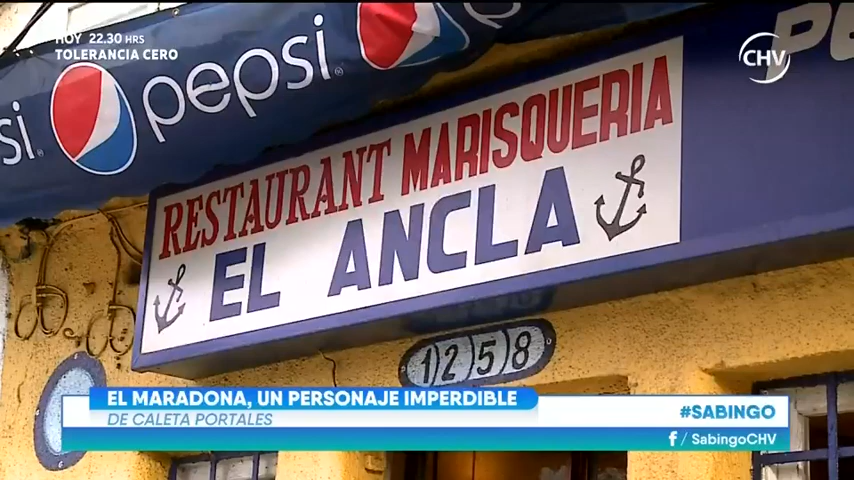 HOY 22.30 HRS
TOLERANCIA CERO
pepsi
si
CHV
RESTAURANT MARISQUERIA
EL ANCLA
1258
EL MARADONA, UN PERSONAJE IMPERDIBLE
DE CALETA PORTALES
#SABINGO
f / SabingoCHV